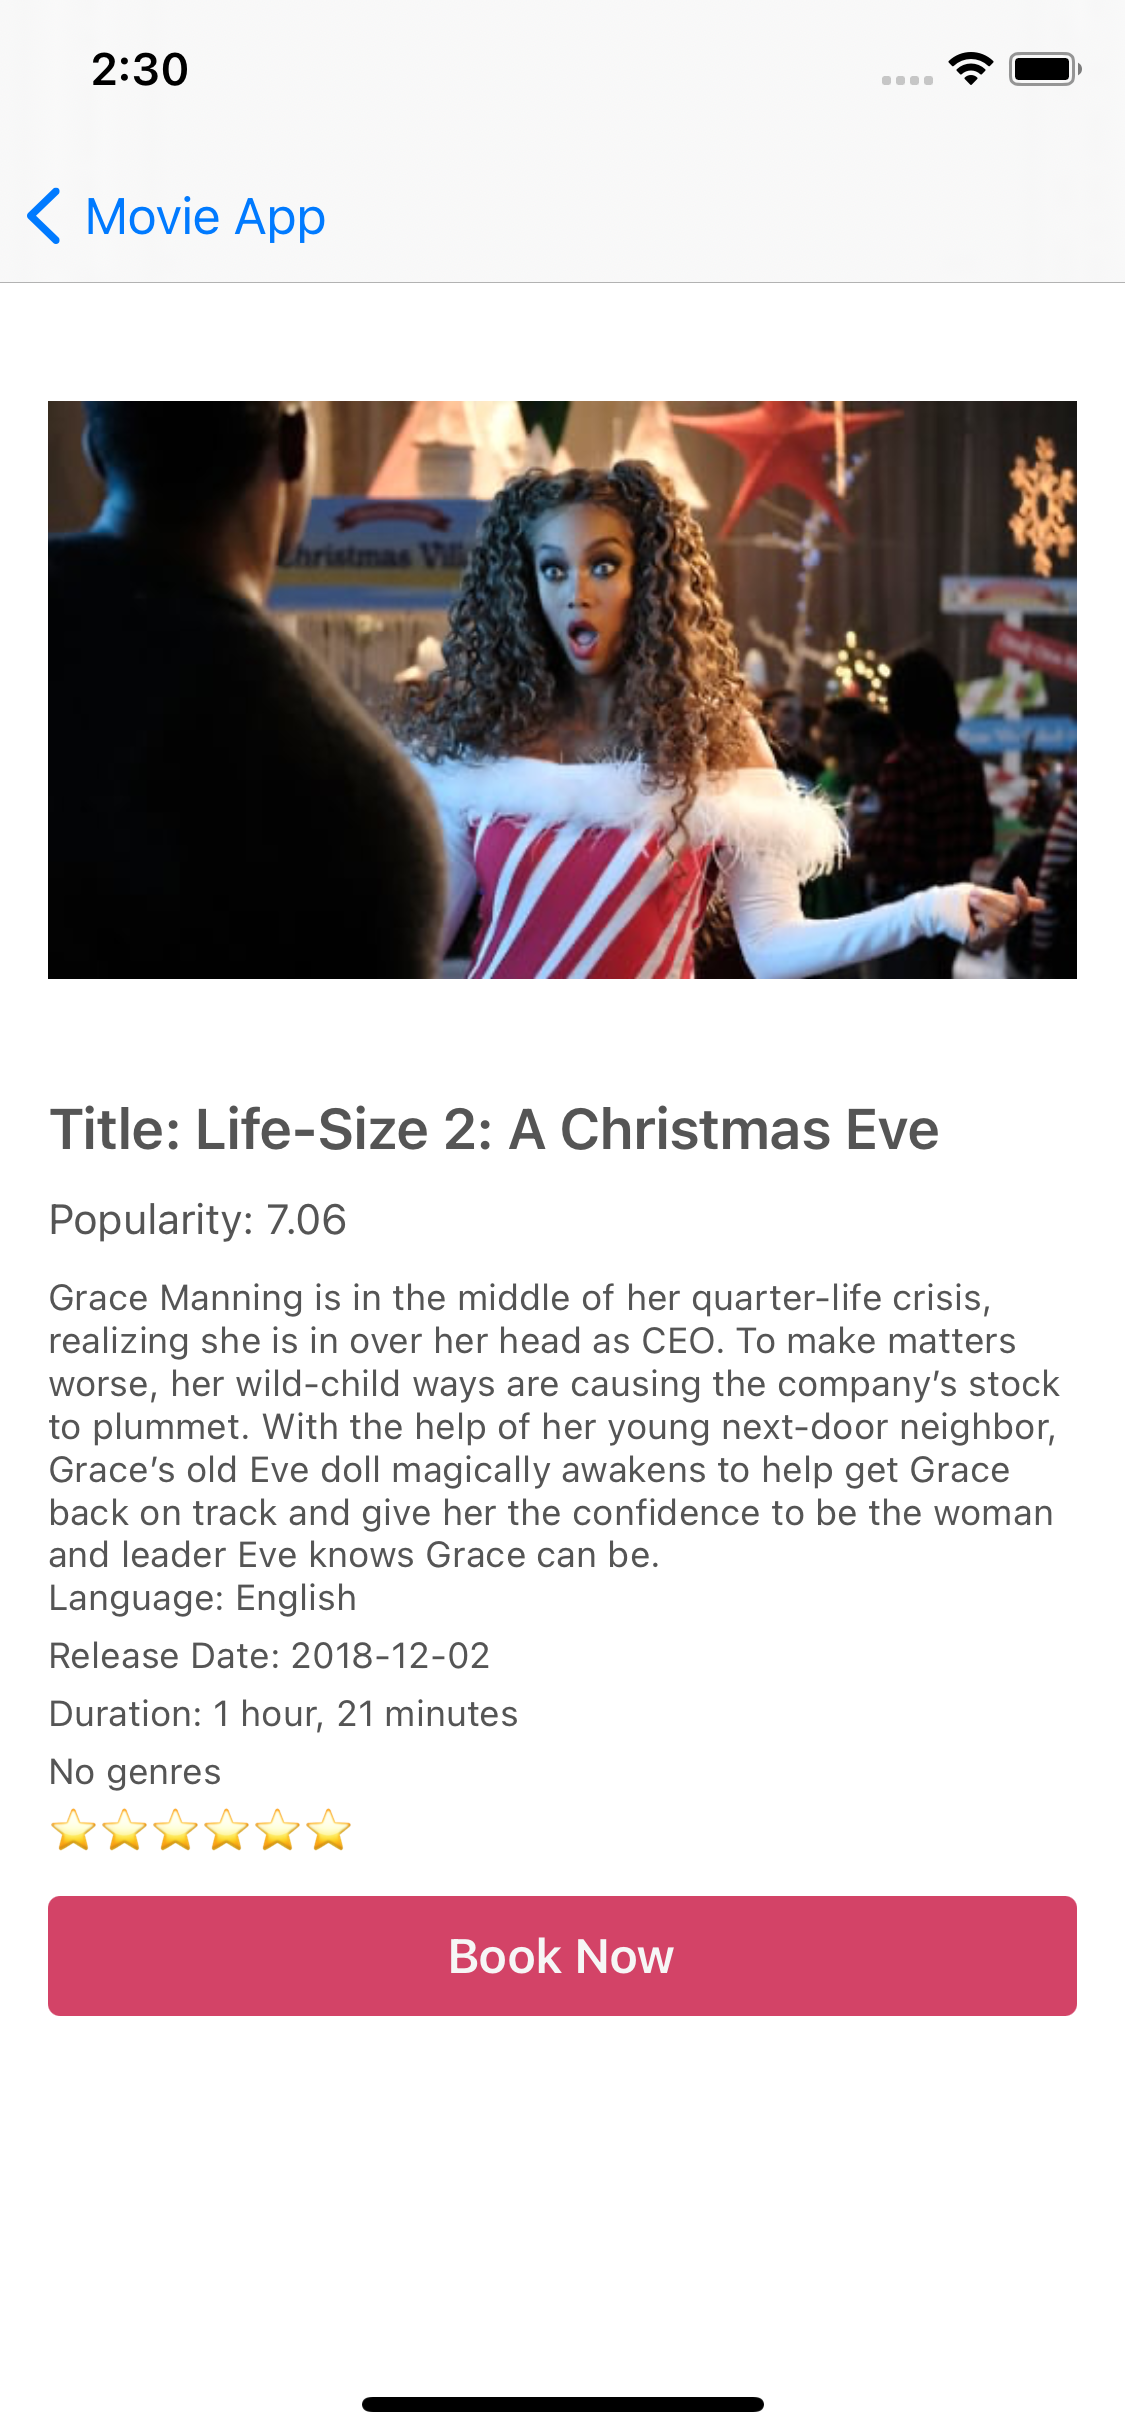 2:30
Movie App
Christmas Vill
Title: Life-Size 2: A Christmas Eve
Popularity: 7.06
Grace Manning is in the middle of her quarter-life crisis,
realizing she is in over her head as CEO. To make matters
worse, her wild-child ways are causing the company’s stock
to plummet. With the help of her young next-door neighbor,
Grace’s old Eve doll magically awakens to help get Grace
back on track and give her the confidence to be the woman
and leader Eve knows Grace can be.
Language: English
Release Date: 2018-12-02
Duration: 1 hour, 21 minutes
No genres
Book Now